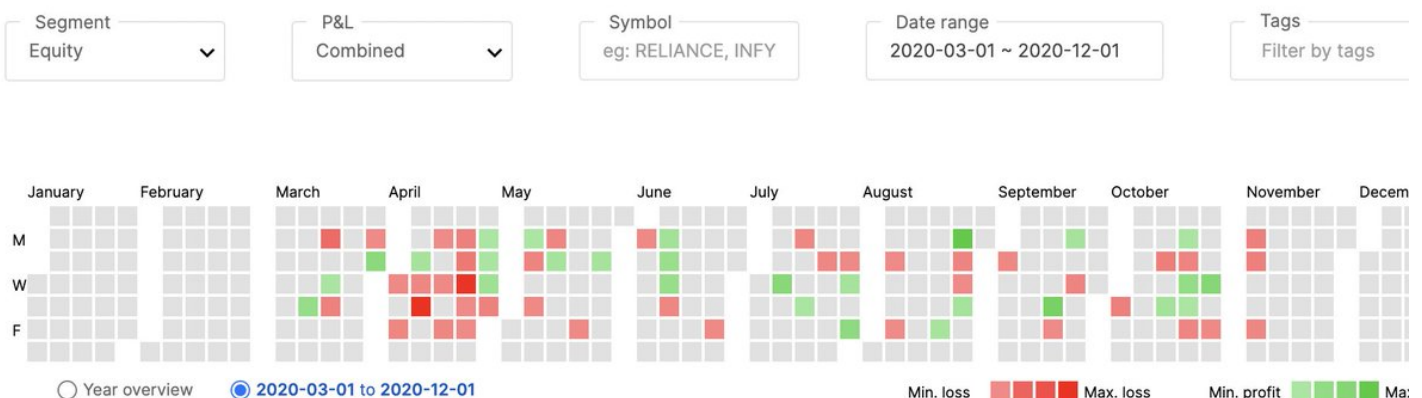 Segment P&L Symbol Date range Tags
Equity Combined eg: RELIANCE, INFY 2020-03-01 ~ 2020-12-01 Filter by tags
January February March April May June July August September October November Decem
M
W
F
Year overview 2020-03-01 to 2020-12-01 Min. loss Max. loss Min. profit Ma